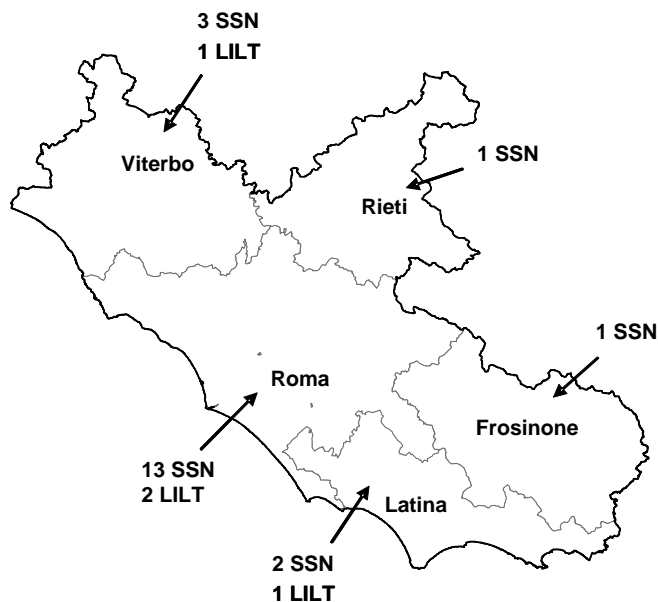 3 SSN
1 LILT
Viterbo
1 SSN
Rieti
1 SSN
Roma
Frosinone
13 SSN
2 LILT
Latina
2 SSN
1 LILT